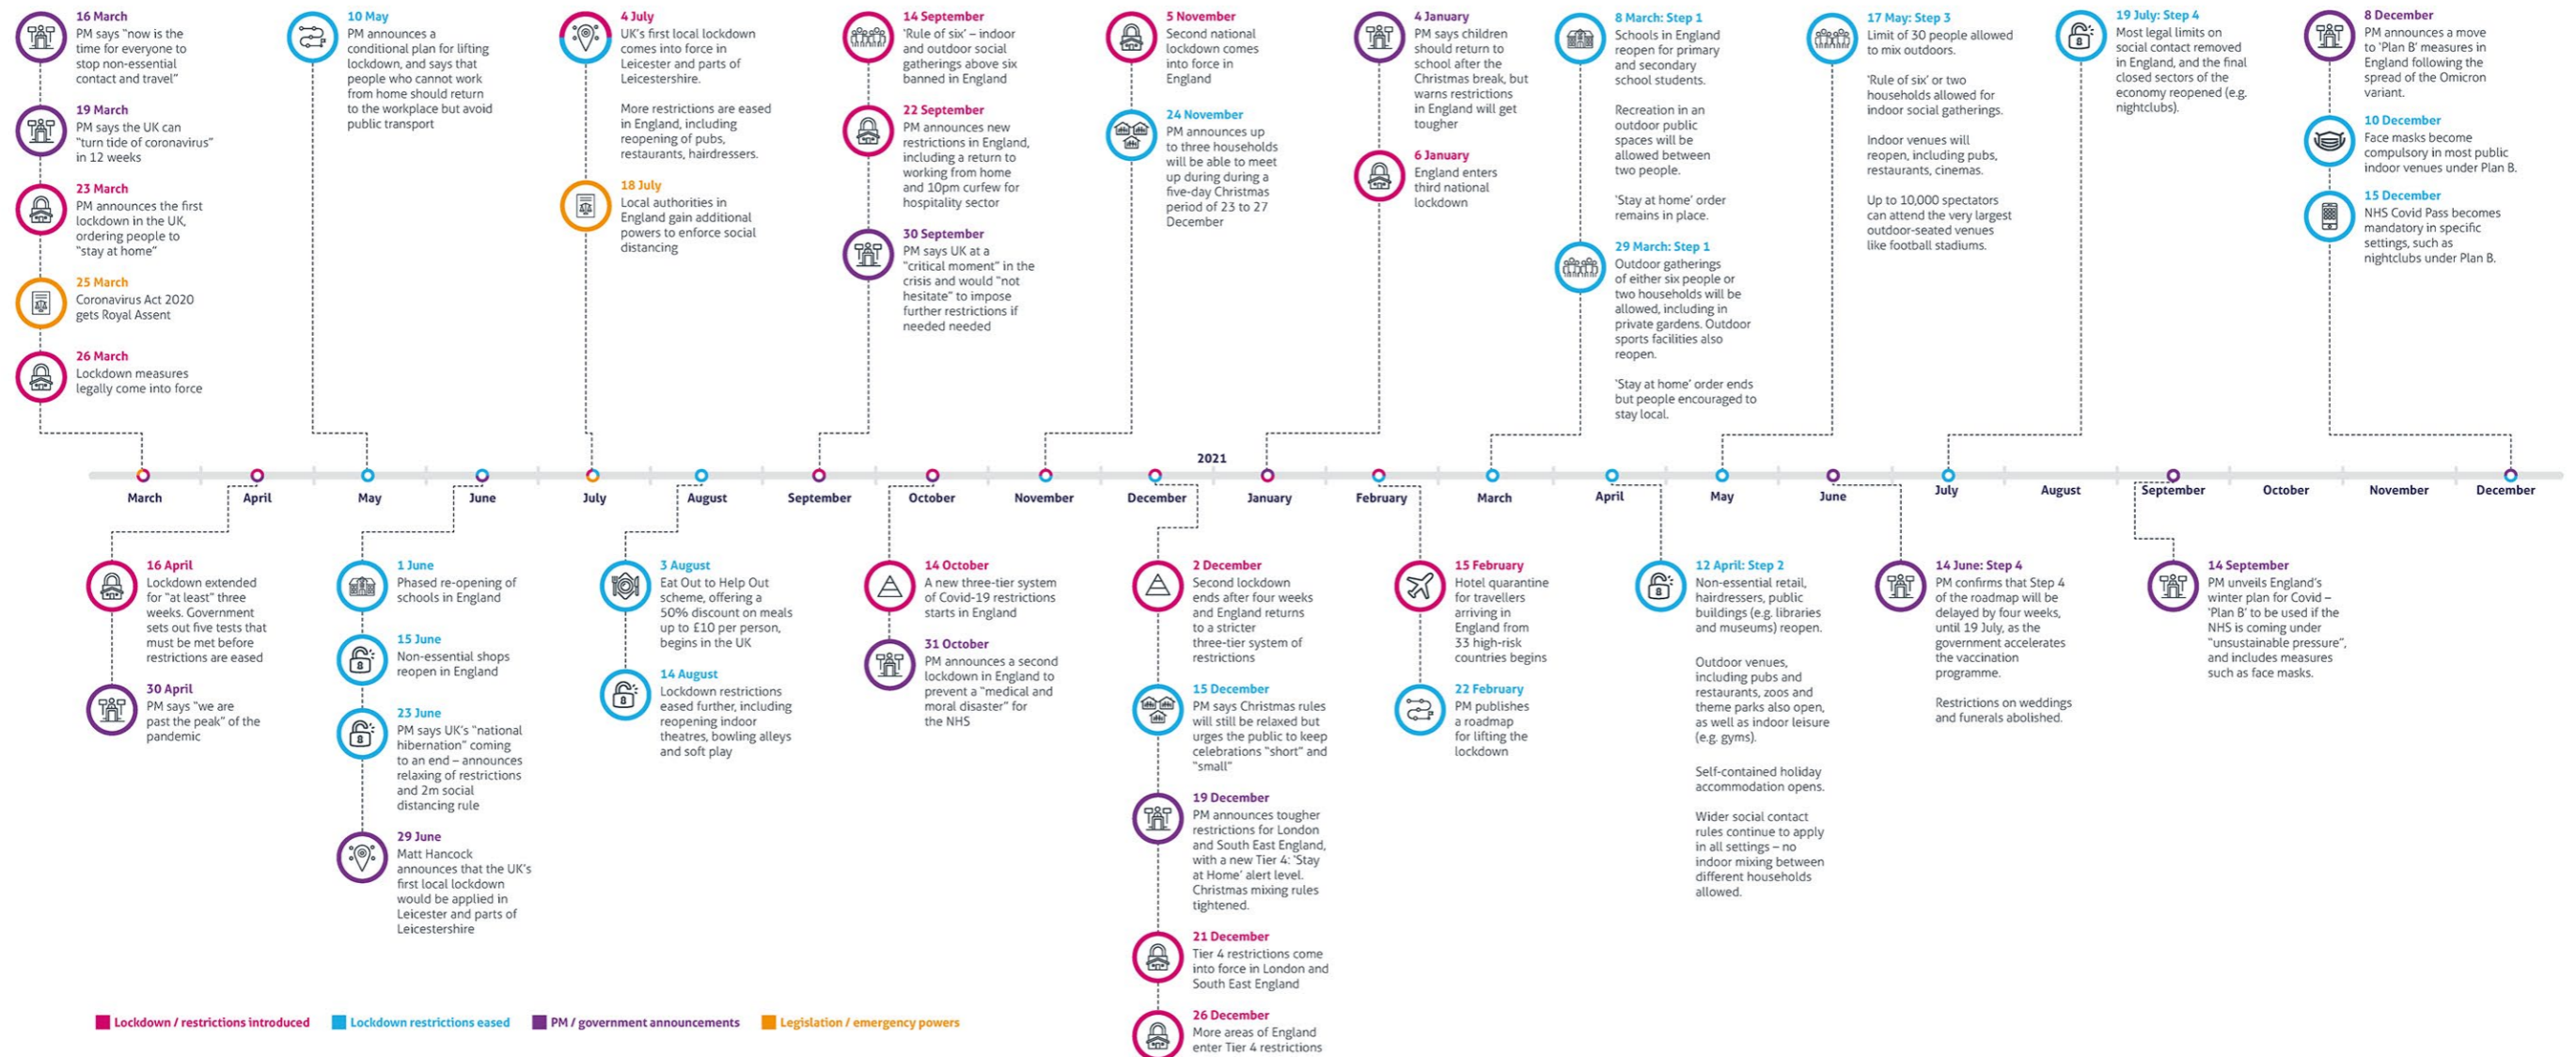 16 March
PM says “now is the
time for everyone to
stop non-essential
contact and travel”
19 March
PM says the UK can
“turn tide of coronavirus”
in 12 weeks
23 March
PM announces the first
lockdown in the UK,
ordering people to
“stay at home”
25 March
Coronavirus Act 2020
gets Royal Assent
26 March
Lockdown measures
legally come into force
10 May
PM announces a
conditional plan for lifting
lockdown, and says that
people who cannot work
from home should return
to the workplace but avoid
public transport
4 July
UK’s first local lockdown
comes into force in
Leicester and parts of
Leicestershire.
More restrictions are eased
in England, including
reopening of pubs,
restaurants, hairdressers.
18 July
Local authorities in
England gain additional
powers to enforce social
distancing
14 September
‘Rule of six’ – indoor
and outdoor social
gatherings above six
banned in England
22 September
PM announces new
restrictions in England,
including a return to
working from home
and 10pm curfew for
hospitality sector
30 September
PM says UK at a
“critical moment” in the
crisis and would “not
hesitate” to impose
further restrictions if
needed needed
5 November
Second national
lockdown comes
into force in
England
24 November
PM announces up
to three households
will be able to meet
up during during a
five-day Christmas
period of 23 to 27
December
4 January
PM says children
should return to
school after the
Christmas break, but
warns restrictions
in England will get
tougher
6 January
England enters
third national
lockdown
8 March: Step 1
Schools in England
reopen for primary
and secondary
school students.
Recreation in an
outdoor public
spaces will be
allowed between
two people.
‘Stay at home’ order
remains in place.
29 March: Step 1
Outdoor gatherings
of either six people or
two households will be
allowed, including in
private gardens. Outdoor
sports facilities also
reopen.
‘Stay at home’ order ends
but people encouraged to
stay local.
17 May: Step 3
Limit of 30 people allowed
to mix outdoors.
‘Rule of six’ or two
households allowed for
indoor social gatherings.
Indoor venues will
reopen, including pubs,
restaurants, cinemas.
Up to 10,000 spectators
can attend the very largest
outdoor-seated venues
like football stadiums.
19 July: Step 4
Most legal limits on
social contact removed
in England, and the final
closed sectors of the
economy reopened (e.g.
nightclubs).
8 December
PM announces a move
to ‘Plan B’ measures in
England following the
spread of the Omicron
variant.
10 December
Face masks become
compulsory in most public
indoor venues under Plan B.
15 December
NHS Covid Pass becomes
mandatory in specific
settings, such as
nightclubs under Plan B.
2021
March April May June July August September October November December January February March April May June July August September October November December
16 April
Lockdown extended
for “at least” three
weeks. Government
sets out five tests that
must be met before
restrictions are eased
30 April
PM says “we are
past the peak” of the
pandemic
1 June
Phased re-opening of
schools in England
15 June
Non-essential shops
reopen in England
23 June
PM says UK’s “national
hibernation” coming
to an end – announces
relaxing of restrictions
and 2m social
distancing rule
29 June
Matt Hancock
announces that the UK’s
first local lockdown
would be applied in
Leicester and parts of
Leicestershire
3 August
Eat Out to Help Out
scheme, offering a
50% discount on meals
up to £10 per person,
begins in the UK
14 August
Lockdown restrictions
eased further, including
reopening indoor
theatres, bowling alleys
and soft play
14 October
A new three-tier system
of Covid-19 restrictions
starts in England
31 October
PM announces a second
lockdown in England to
prevent a “medical and
moral disaster” for
the NHS
2 December
Second lockdown
ends after four weeks
and England returns
to a stricter
three-tier system of
restrictions
15 December
PM says Christmas rules
will still be relaxed but
urges the public to keep
celebrations “short” and
“small”
19 December
PM announces tougher
restrictions for London
and South East England,
with a new Tier 4: ‘Stay
at Home’ alert level.
Christmas mixing rules
tightened.
21 December
Tier 4 restrictions come
into force in London and
South East England
26 December
More areas of England
enter Tier 4 restrictions
15 February
Hotel quarantine
for travellers
arriving in
England from
33 high-risk
countries begins
22 February
PM publishes
a roadmap
for lifting the
lockdown
12 April: Step 2
Non-essential retail,
hairdressers, public
buildings (e.g. libraries
and museums) reopen.
Outdoor venues,
including pubs and
restaurants, zoos and
theme parks also open,
as well as indoor leisure
(e.g. gyms).
Self-contained holiday
accommodation opens.
Wider social contact
rules continue to apply
in all settings – no
indoor mixing between
different households
allowed.
14 June: Step 4
PM confirms that Step 4
of the roadmap will be
delayed by four weeks,
until 19 July, as the
government accelerates
the vaccination
programme.
Restrictions on weddings
and funerals abolished.
14 September
PM unveils England’s
winter plan for Covid –
‘Plan B’ to be used if the
NHS is coming under
“unsustainable pressure”,
and includes measures
such as face masks.
Lockdown / restrictions introduced
Lockdown restrictions eased
PM / government announcements
Legislation / emergency powers